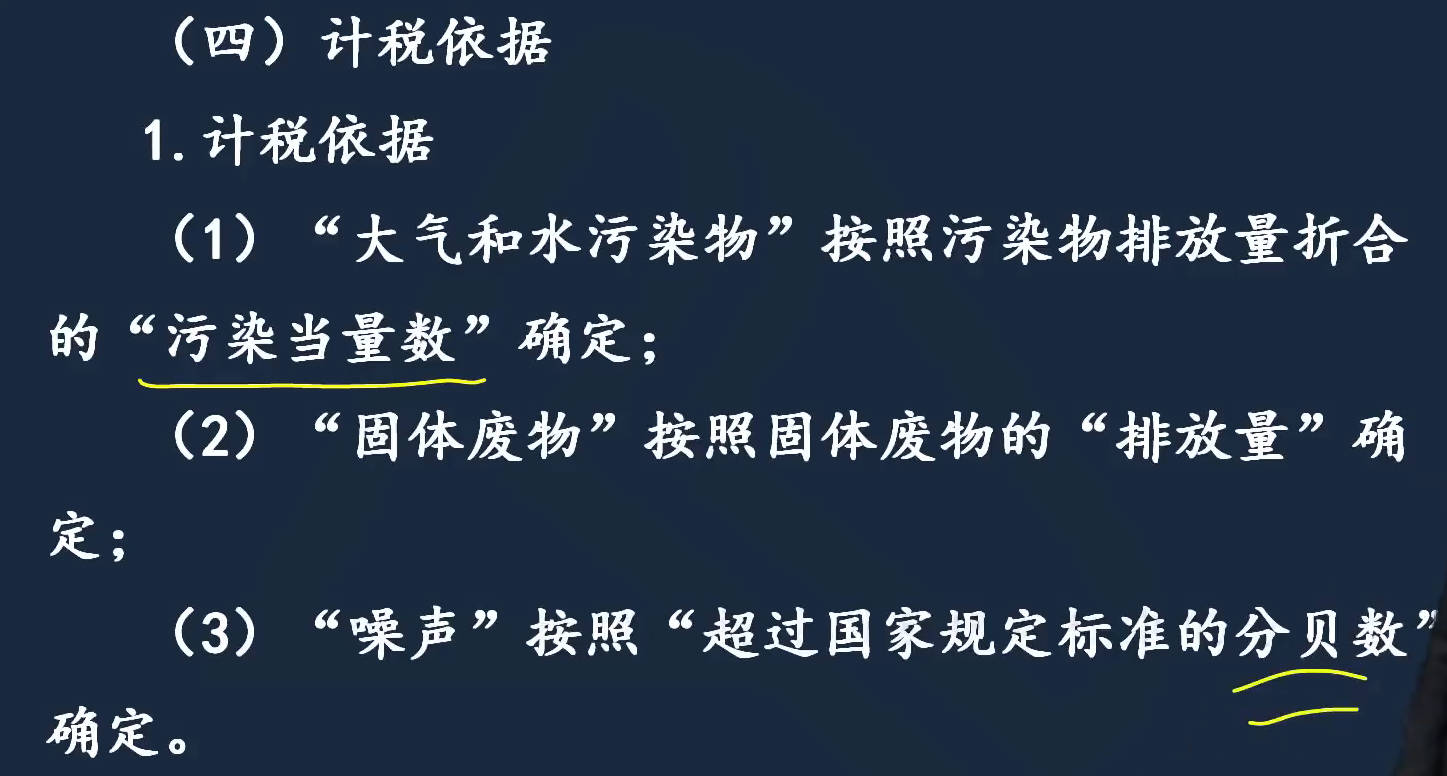 （四）计税依据
1.计税依据
（1）“大气和水污染物”按照污染物排放量折合
的“污染当量数”确定；
（2）“固体废物”按照固体废物的“排放量”确
定；
（3）“噪声”按照“超过国家规定标准的分贝数”
确定。